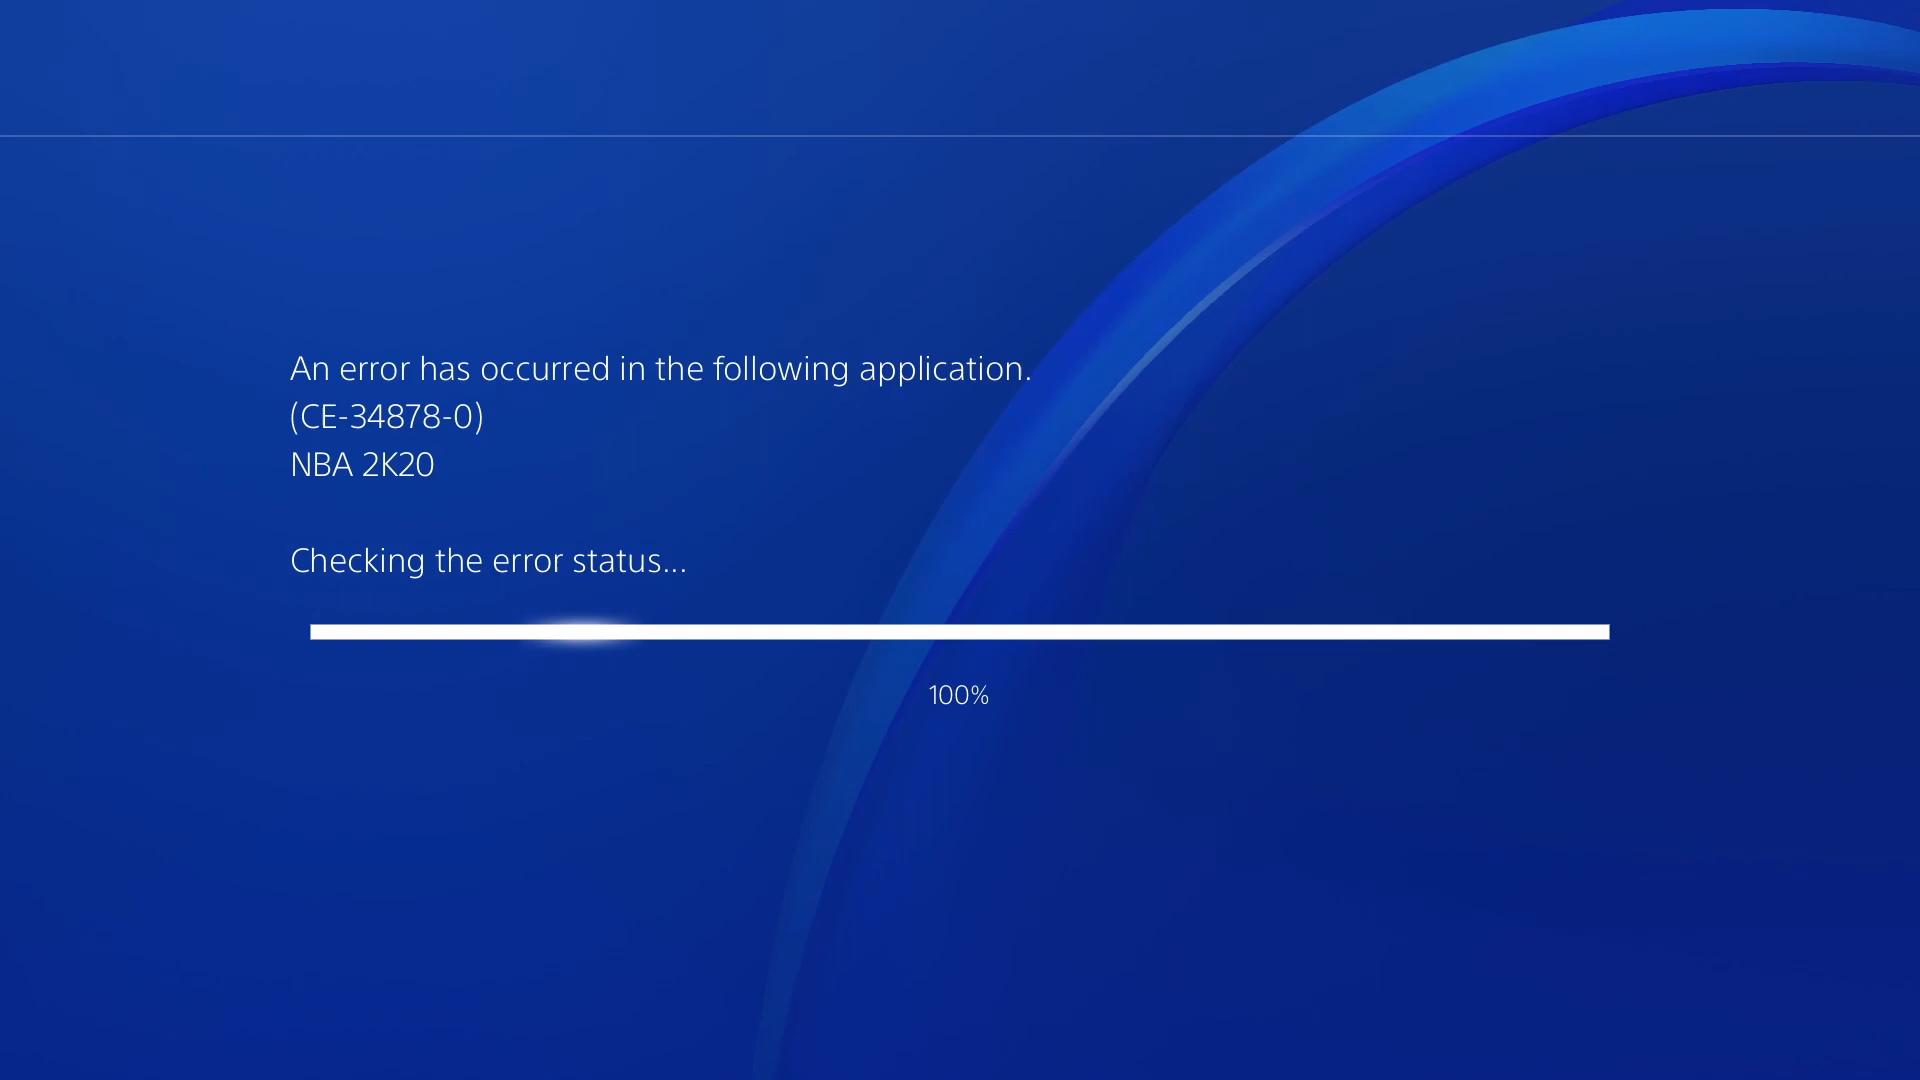 An error has occurred in the following application.
(CE-34878-0)
NBA 2K20
Checking the error status...
100%